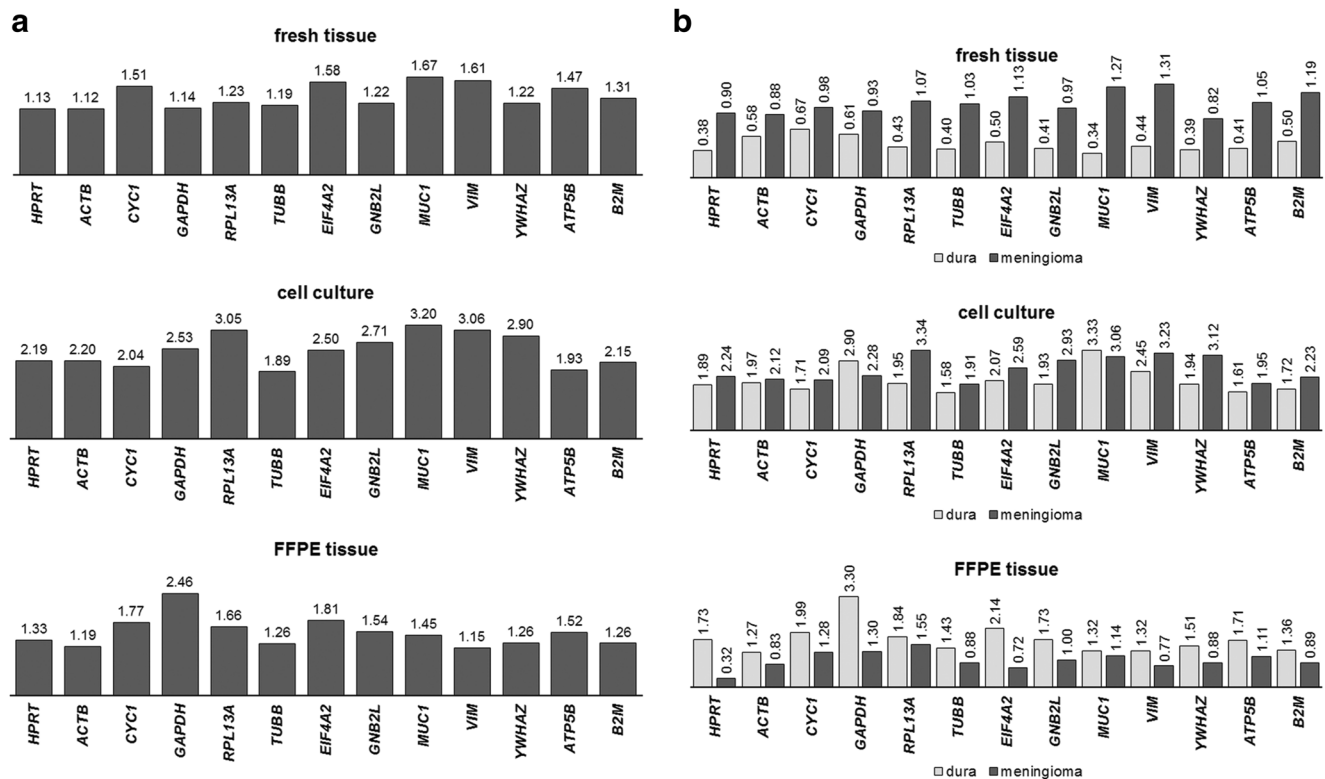 a
fresh tissue
1.13 1.12 1.51 1.14 1.23 1.19 1.58 1.22 1.67 1.61 1.22 1.47 1.31
HPRT ACTB CYC1 GAPDH RPL13A TUBB EIF4A2 GNB2L MUC1 VIM YWHAZ ATP5B B2M
cell culture
2.19 2.20 2.04 2.53 3.05 1.89 2.50 2.71 3.20 3.06 2.90 1.93 2.15
HPRT ACTB CYC1 GAPDH RPL13A TUBB EIF4A2 GNB2L MUC1 VIM YWHAZ ATP5B B2M
FFPE tissue
1.33 1.19 1.77 2.46 1.66 1.26 1.81 1.54 1.45 1.15 1.26 1.52 1.26
HPRT ACTB CYC1 GAPDH RPL13A TUBB EIF4A2 GNB2L MUC1 VIM YWHAZ ATP5B B2M
b
fresh tissue
0.38 0.90 0.58 0.88 0.67 0.98 0.61 0.93 0.43 1.07 0.40 1.03 0.50 1.13 0.41 0.97 0.34 1.27 0.44 1.31 0.39 0.82 0.41 1.05 0.50 1.19
HPRT ACTB CYC1 GAPDH RPL13A TUBB EIF4A2 GNB2L MUC1 VIM YWHAZ ATP5B B2M
dura meningioma
cell culture
1.89 2.24 1.97 2.12 1.71 2.09 2.90 2.28 1.95 3.34 1.58 1.91 2.07 2.59 1.93 2.93 3.33 3.06 2.45 3.23 1.94 3.12 1.61 1.95 1.72 2.23
HPRT ACTB CYC1 GAPDH RPL13A TUBB EIF4A2 GNB2L MUC1 VIM YWHAZ ATP5B B2M
dura meningioma
FFPE tissue
1.73 0.32 1.27 0.83 1.99 1.28 3.30 1.30 1.84 1.55 1.43 0.88 2.14 0.72 1.73 1.00 1.32 1.14 1.32 0.77 1.51 0.88 1.71 1.11 1.36 0.89
HPRT ACTB CYC1 GAPDH RPL13A TUBB EIF4A2 GNB2L MUC1 VIM YWHAZ ATP5B B2M
dura meningioma